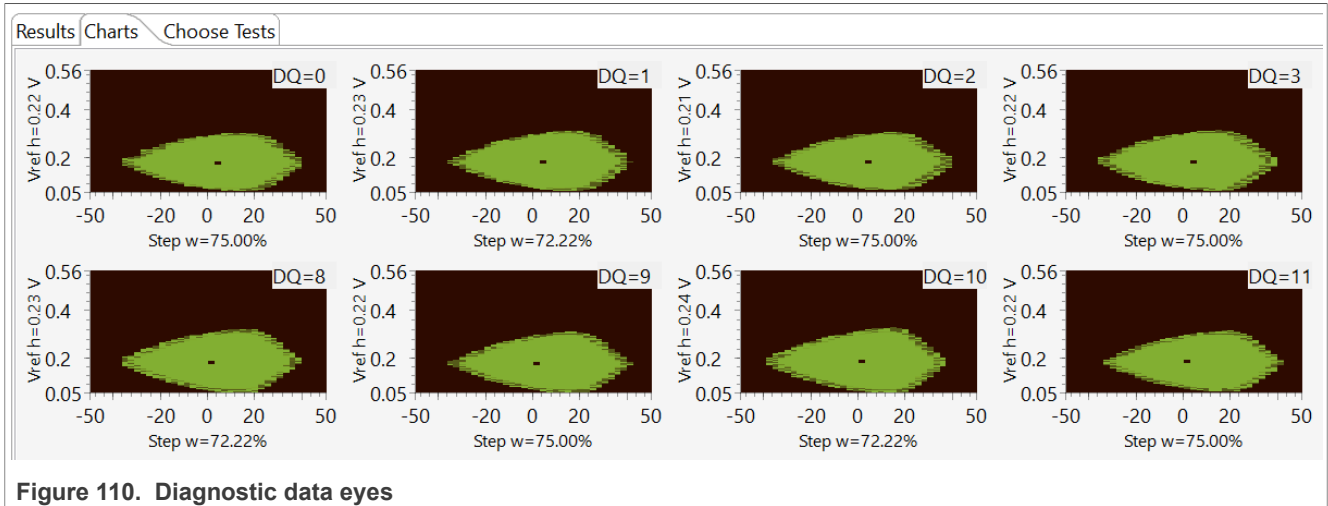 Results Charts Choose Tests
Vref h=0.22 V
0.56
0.4
0.2
0.05
DQ=0
-50 -20 0 20 50
Step w=75.00%
Vref h=0.23 V
0.56
0.4
0.2
0.05
DQ=1
-50 -20 0 20 50
Step w=72.22%
Vref h=0.21 V
0.56
0.4
0.2
0.05
DQ=2
-50 -20 0 20 50
Step w=75.00%
Vref h=0.22 V
0.56
0.4
0.2
0.05
DQ=3
-50 -20 0 20 50
Step w=75.00%
Vref h=0.23 V
0.56
0.4
0.2
0.05
DQ=8
-50 -20 0 20 50
Step w=72.22%
Vref h=0.22 V
0.56
0.4
0.2
0.05
DQ=9
-50 -20 0 20 50
Step w=75.00%
Vref h=0.24 V
0.56
0.4
0.2
0.05
DQ=10
-50 -20 0 20 50
Step w=72.22%
Vref h=0.22 V
0.56
0.4
0.2
0.05
DQ=11
-50 -20 0 20 50
Step w=75.00%
Figure 110. Diagnostic data eyes